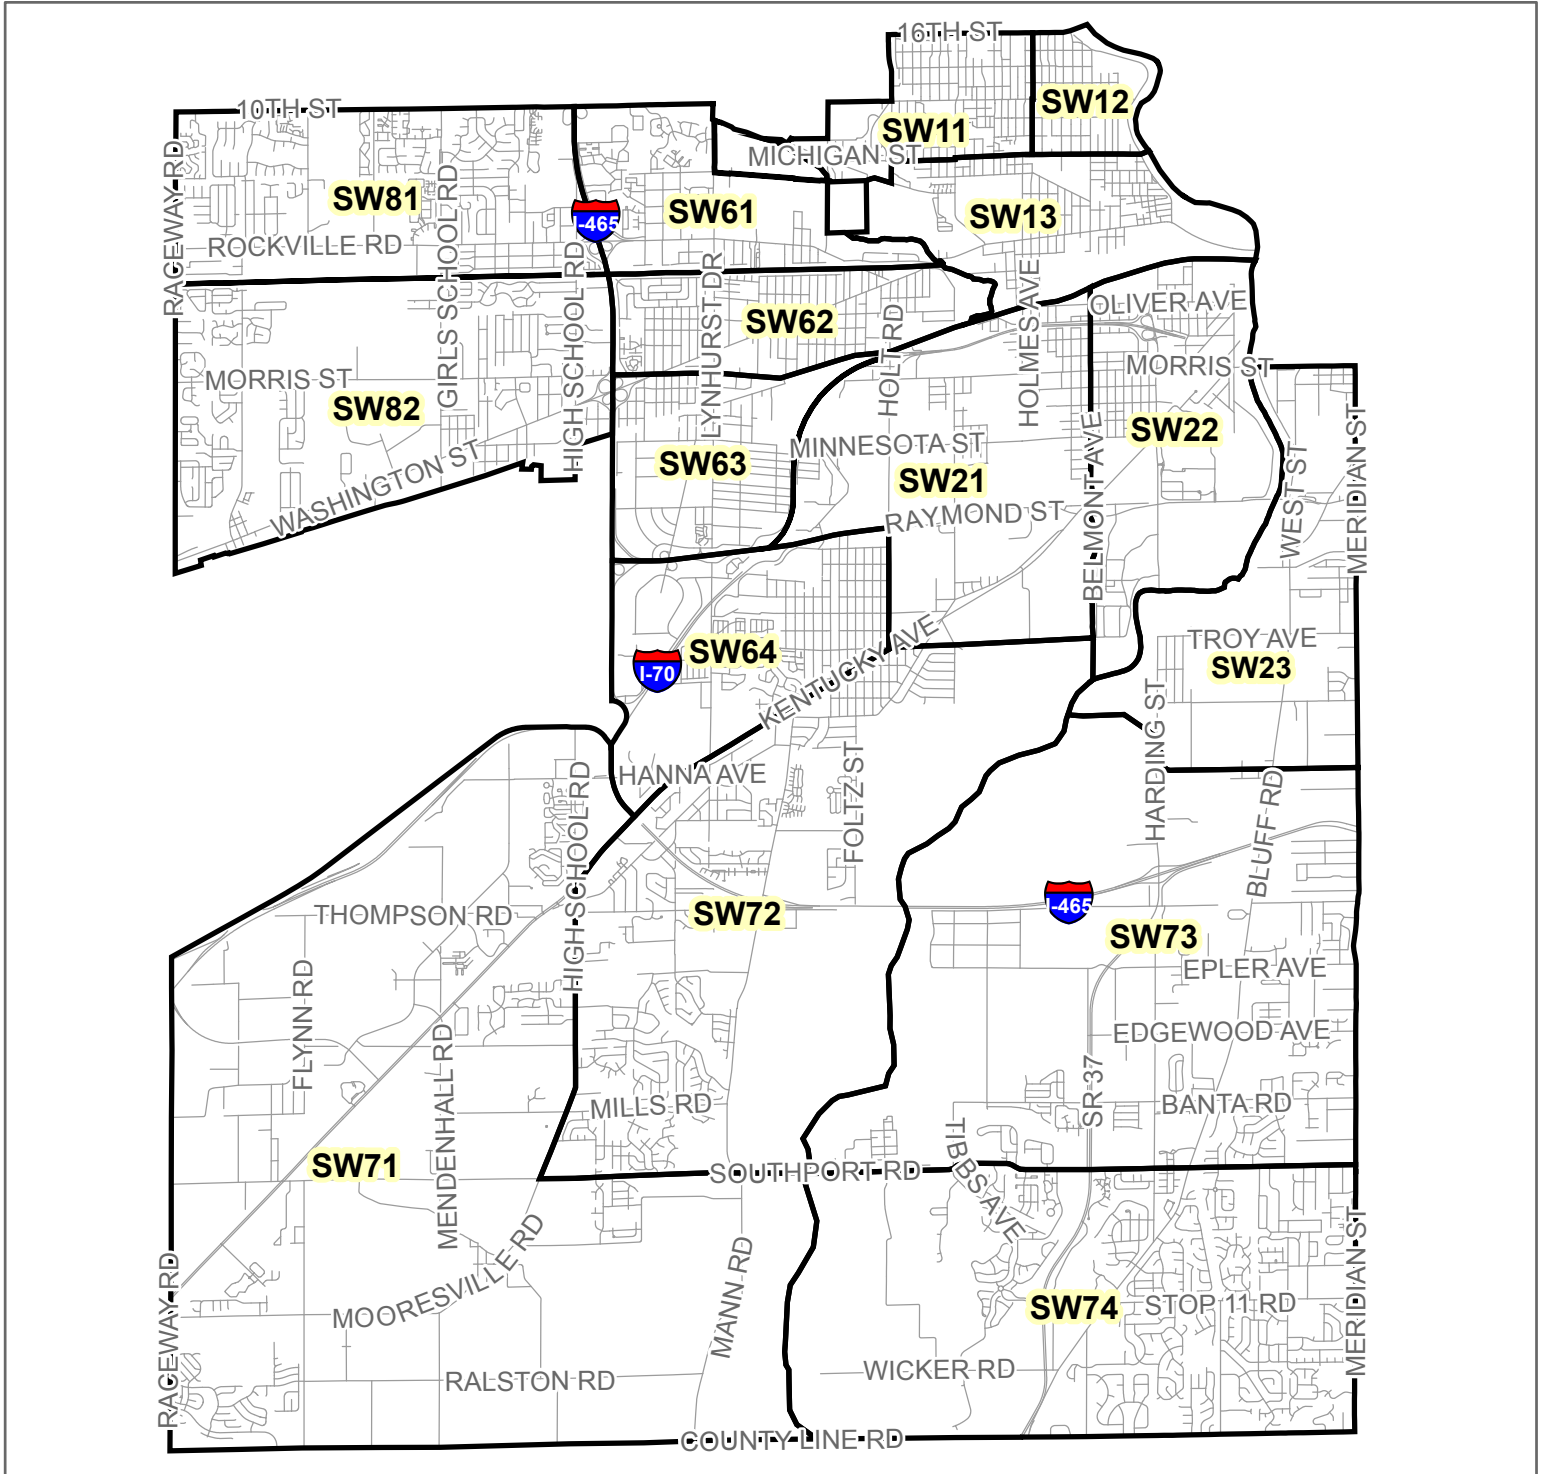 16TH ST
SW12
10TH ST
SW11
MICHIGAN ST
RACEWAY RD
SW81
GIRLS SCHOOL RD
I-465
SW61
SW13
ROCKVILLE RD
HIGH SCHOOL RD
LYNHURST DR
HOLMES AVE
OLIVER AVE
SW62
HOLT RD
MORRIS ST
MORRIS ST
SW82
SW22
MERIDIAN ST
WASHINGTON ST
SW63
MINNESOTA ST
SW21
BELMONT AVE
WEST ST
RAYMOND ST
TROY AVE
SW23
SW64
I-70
KENTUCKY AVE
HARDING ST
HANNA AVE
FOLTZ ST
HIGH SCHOOL RD
BLUFF RD
THOMPSON RD
SW72
I-465
SW73
EPLER AVE
FLYNN RD
EDGEWOOD AVE
MENDENHALL RD
SR 37
MILLS RD
BANTA RD
SW71
SOUTHPORT RD
TIBBS AVE
MOORESVILLE RD
MANN RD
SW74
STOP 11 RD
MERIDIAN ST
RACEWAY RD
RALSTON RD
WICKER RD
COUNTY LINE RD